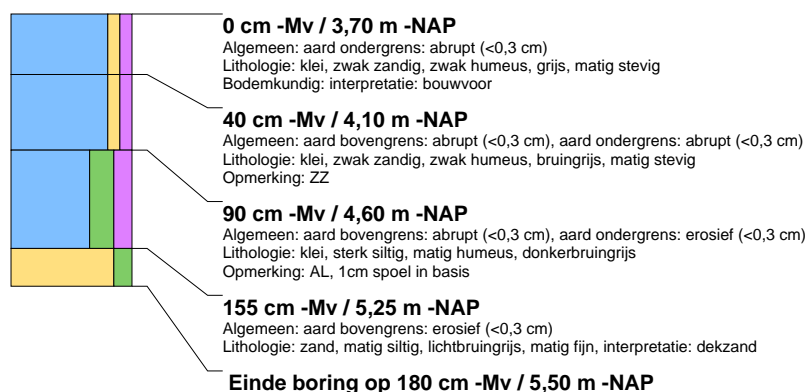 0 cm -Mv / 3,70 m -NAP
Algemeen: aard ondergrens: abrupt (<0,3 cm)
Lithologie: klei, zwak zandig, zwak humeus, grijs, matig stevig
Bodemkundig: interpretatie: bouwvoor
40 cm -Mv / 4,10 m -NAP
Algemeen: aard bovengrens: abrupt (<0,3 cm), aard ondergrens: abrupt (<0,3 cm)
Lithologie: klei, zwak zandig, zwak humeus, bruingrijs, matig stevig
Opmerking: ZZ
90 cm -Mv / 4,60 m -NAP
Algemeen: aard bovengrens: abrupt (<0,3 cm), aard ondergrens: erosief (<0,3 cm)
Lithologie: klei, sterk siltig, matig humeus, donkerbruingrijs
Opmerking: AL, 1cm spoel in basis
155 cm -Mv / 5,25 m -NAP
Algemeen: aard bovengrens: erosief (<0,3 cm)
Lithologie: zand, matig siltig, lichtbruingrijs, matig fijn, interpretatie: dekzand
Einde boring op 180 cm -Mv / 5,50 m -NAP